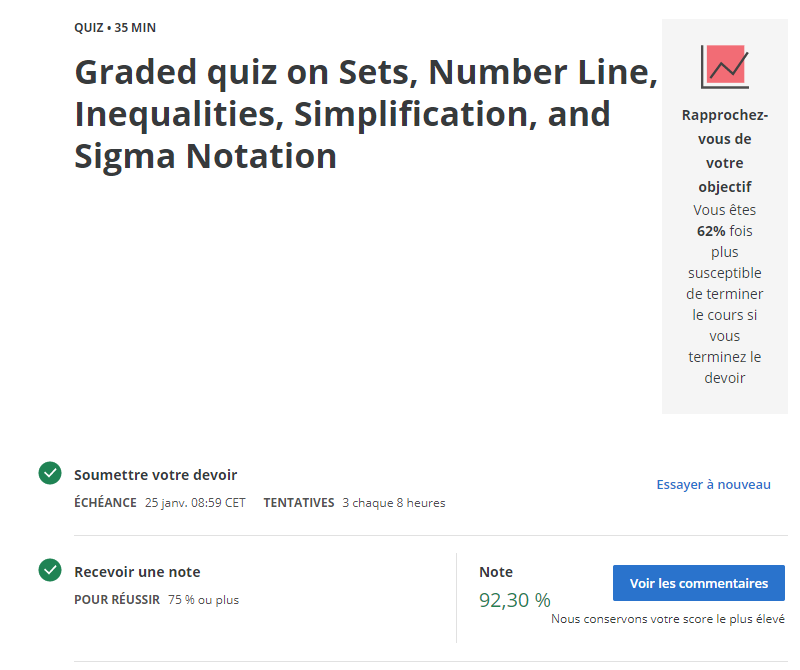 QUIZ • 35 MIN
Graded quiz on Sets, Number Line,
Inequalities, Simplification, and
Sigma Notation
Rapprochez-
vous de
votre
objectif
Vous êtes
62% fois
plus
susceptible
de terminer
le cours si
vous
terminez le
devoir
Soumettre votre devoir
ÉCHÉANCE 25 janv. 08:59 CET TENTATIVES 3 chaque 8 heures
Essayer à nouveau
Recevoir une note
POUR RÉUSSIR 75 % ou plus
Note
92,30 %
Voir les commentaires
Nous conservons votre score le plus élevé